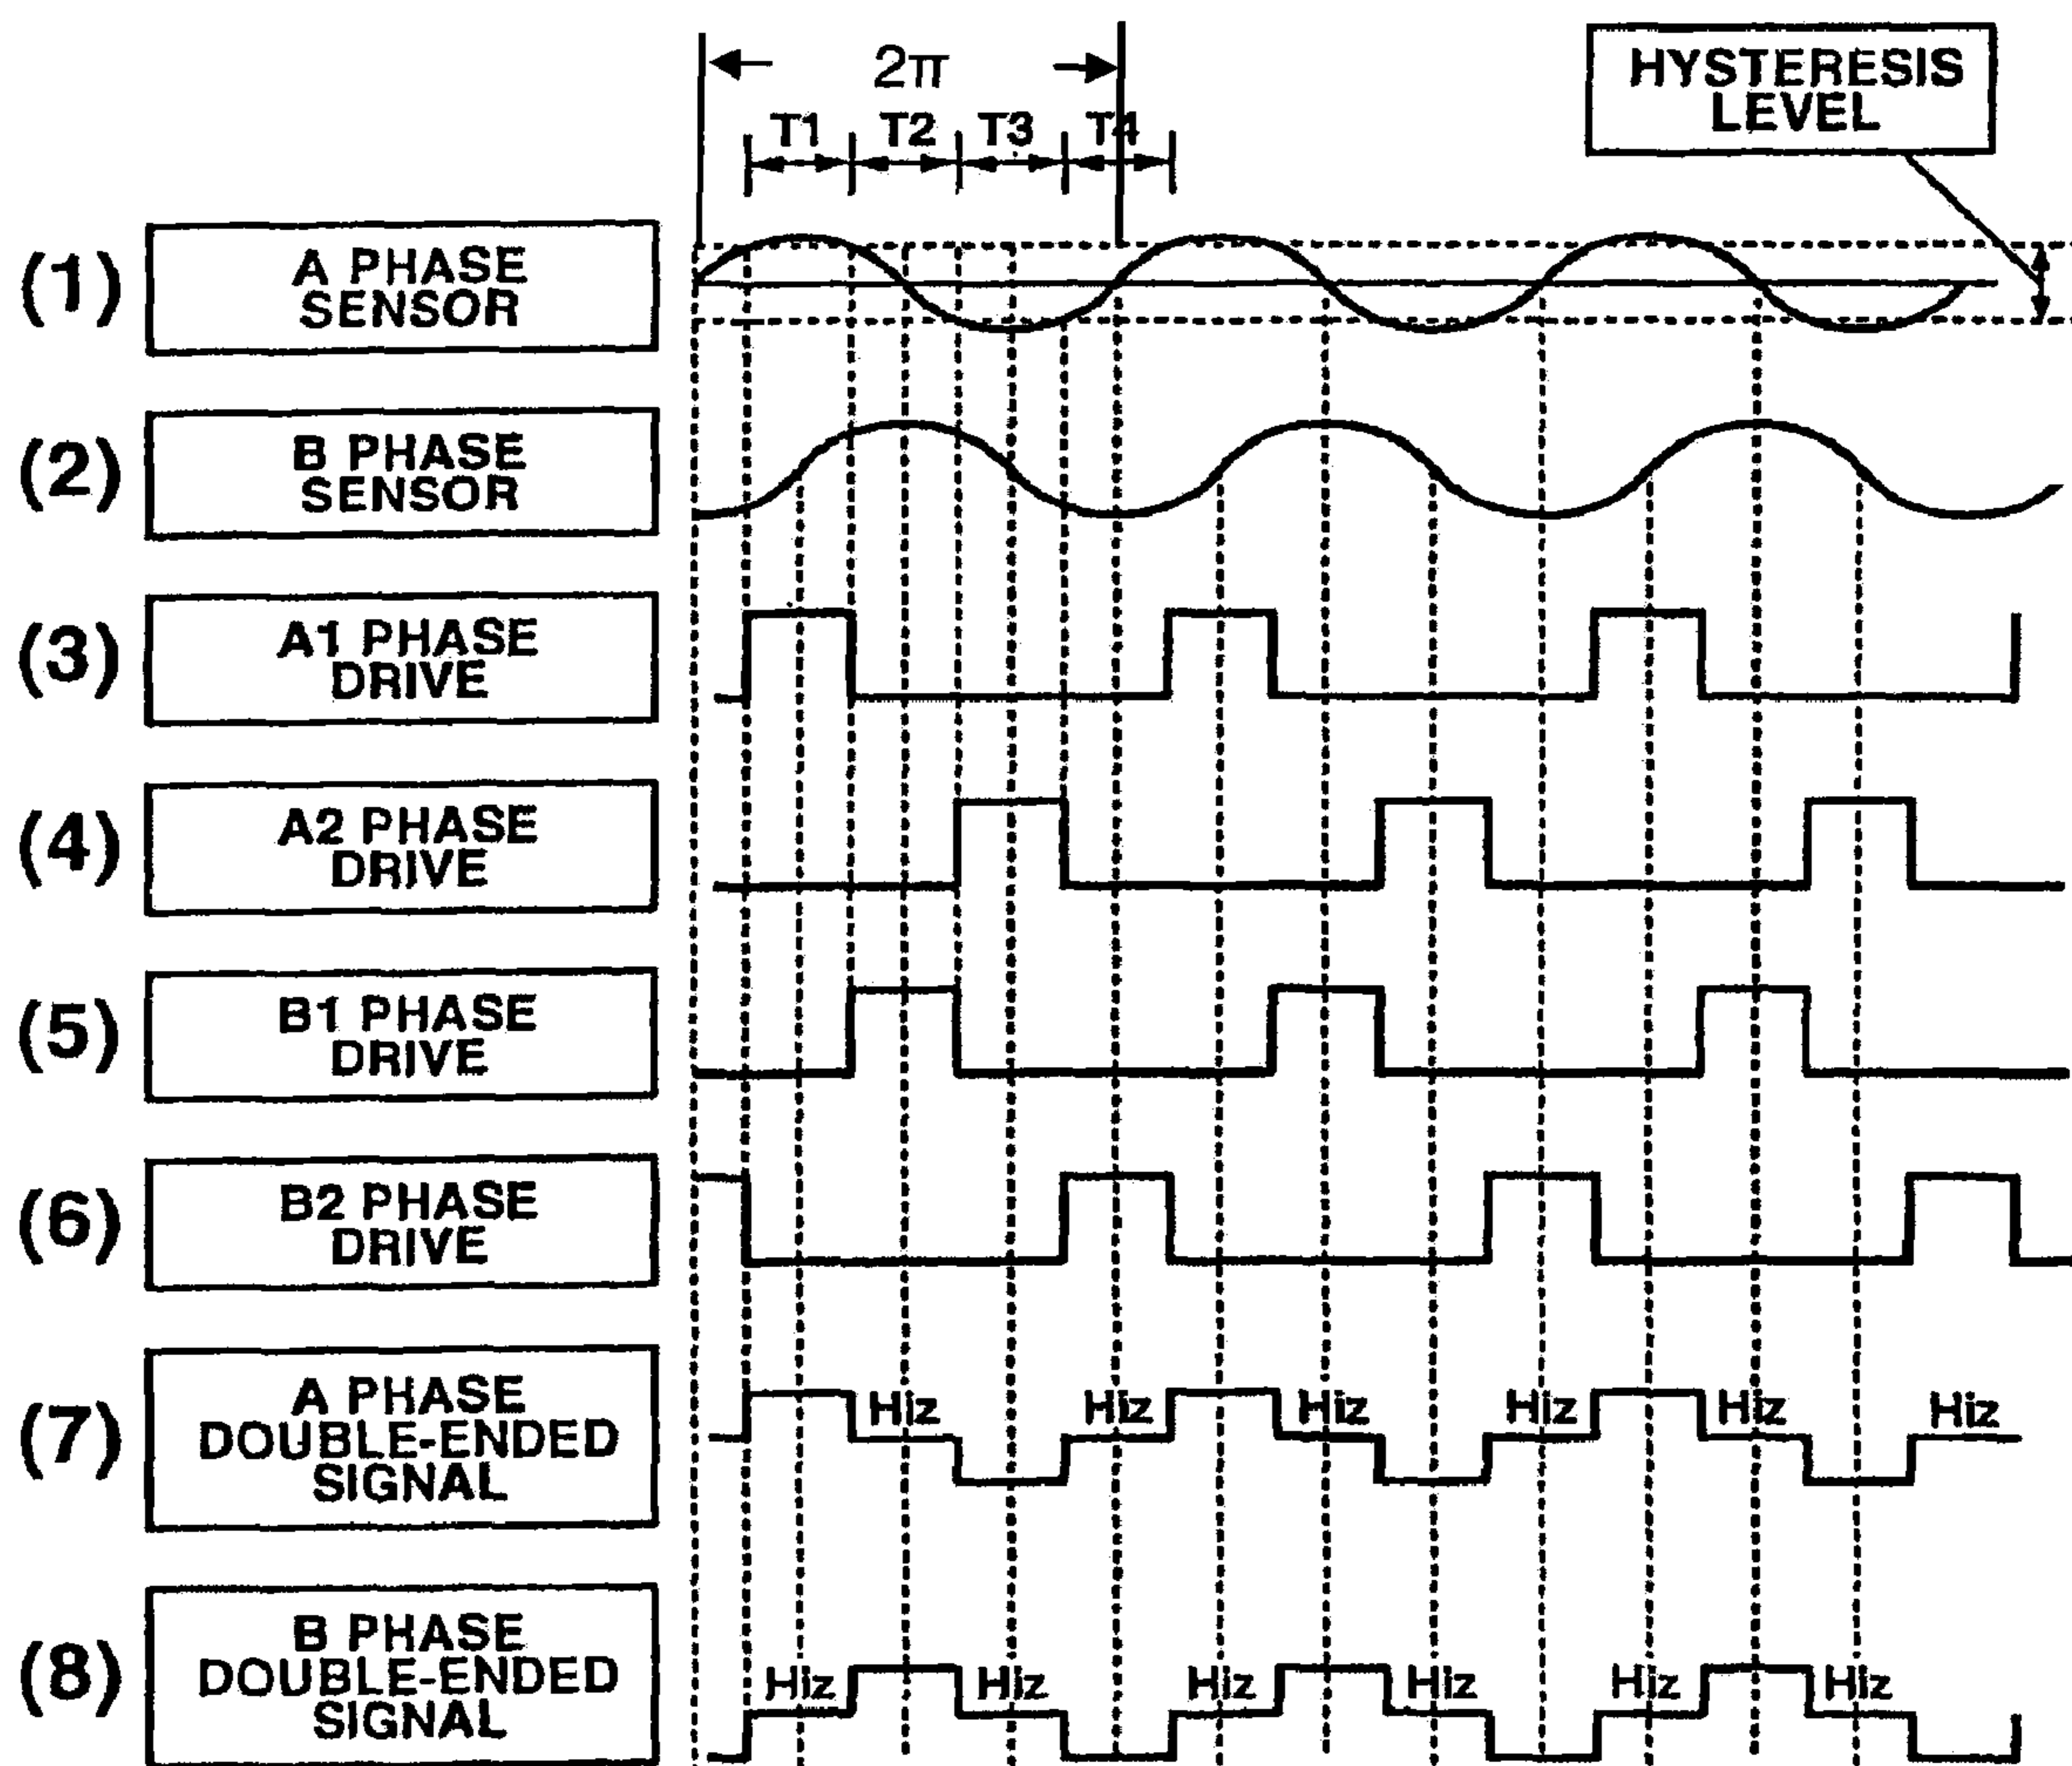 2π
HYSTERESIS
LEVEL
T1 T2 T3 T4
(1) A PHASE
SENSOR
(2) B PHASE
SENSOR
(3) A1 PHASE
DRIVE
(4) A2 PHASE
DRIVE
(5) B1 PHASE
DRIVE
(6) B2 PHASE
DRIVE
(7) A PHASE
DOUBLE-ENDED
SIGNAL
Hiz Hiz Hiz Hiz Hiz Hiz
(8) B PHASE
DOUBLE-ENDED
SIGNAL
Hiz Hiz Hiz Hiz Hiz Hiz